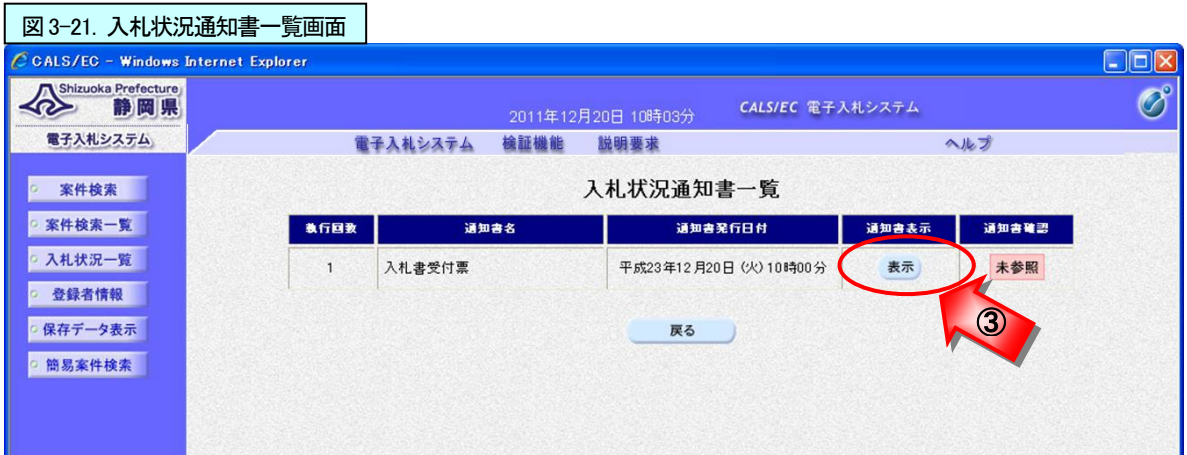 図 3-21. 入札状況通知書一覧画面
CALS/EC - Windows Internet Explorer
Shizuoka Prefecture
静岡県
電子入札システム
2011年12月20日 10時03分
CALS/EC 電子入札システム
電子入札システム 検証機能 説明要求 ヘルプ
案件検索
案件検索一覧
入札状況一覧
登録者情報
保存データ表示
簡易案件検索
入札状況通知書一覧
執行回数 通知書名 通知書発行日付 通知書表示 通知書確認
1 入札書受付票 平成23年12月20日 (火) 10時00分 表示 未参照
③
戻る